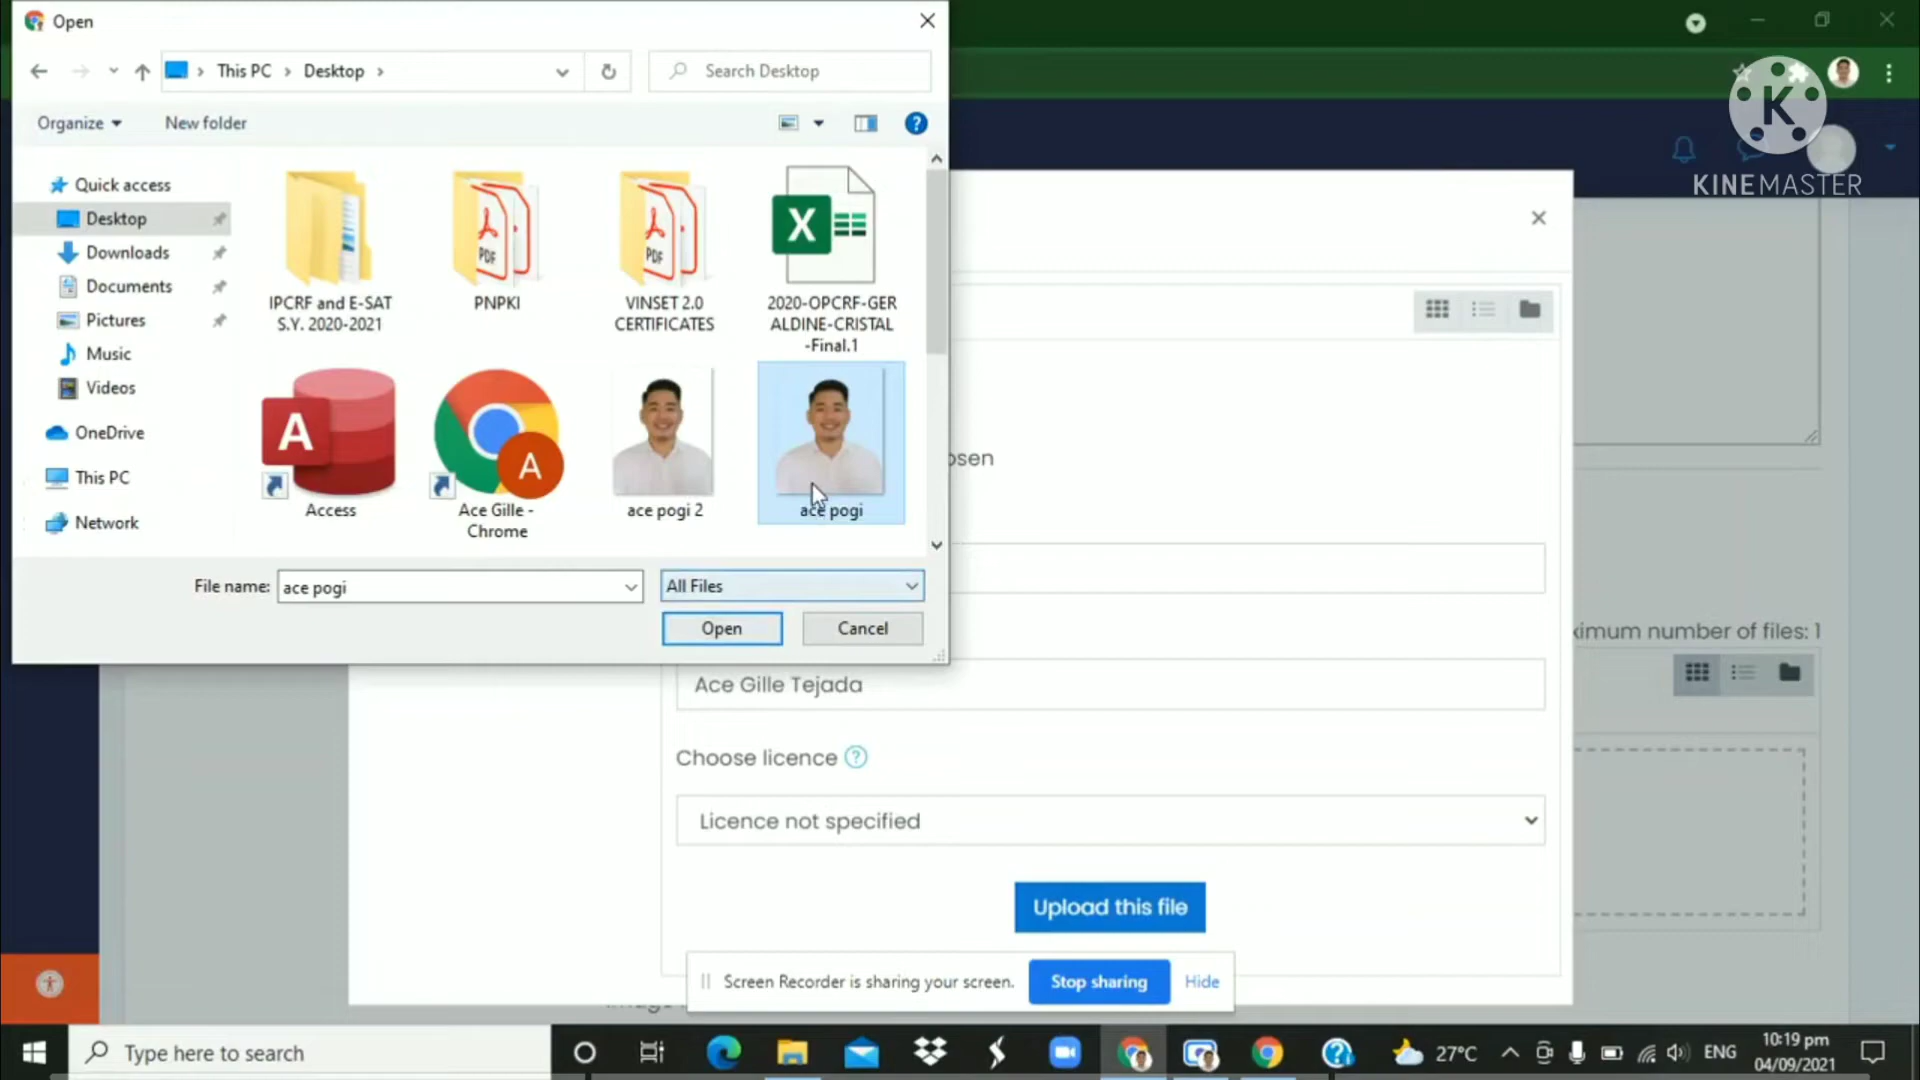 Open
This PC
Desktop
Search Desktop
Organize
New folder
Quick access
Desktop
Downloads
Documents
Pictures
Music
Videos
OneDrive
This PC
Network
IPCRF and E-SAT
S.Y. 2020-2021
PNPKI
VINSET 2.0
CERTIFICATES
2020-OPCRF-GER
ALDINE-CRISTAL
-Final.1
Access
Ace Gille -
Chrome
ace pogi 2
ace pogi
File name:
ace pogi
All Files
Open
Cancel
K
KINEMASTER
osen
ximum number of files: 1
Ace Gille Tejada
Choose licence ?
Licence not specified
Upload this file
Screen Recorder is sharing your screen.
Stop sharing
Hide
Type here to search
27°C
ENG
10:19 pm
04/09/2021